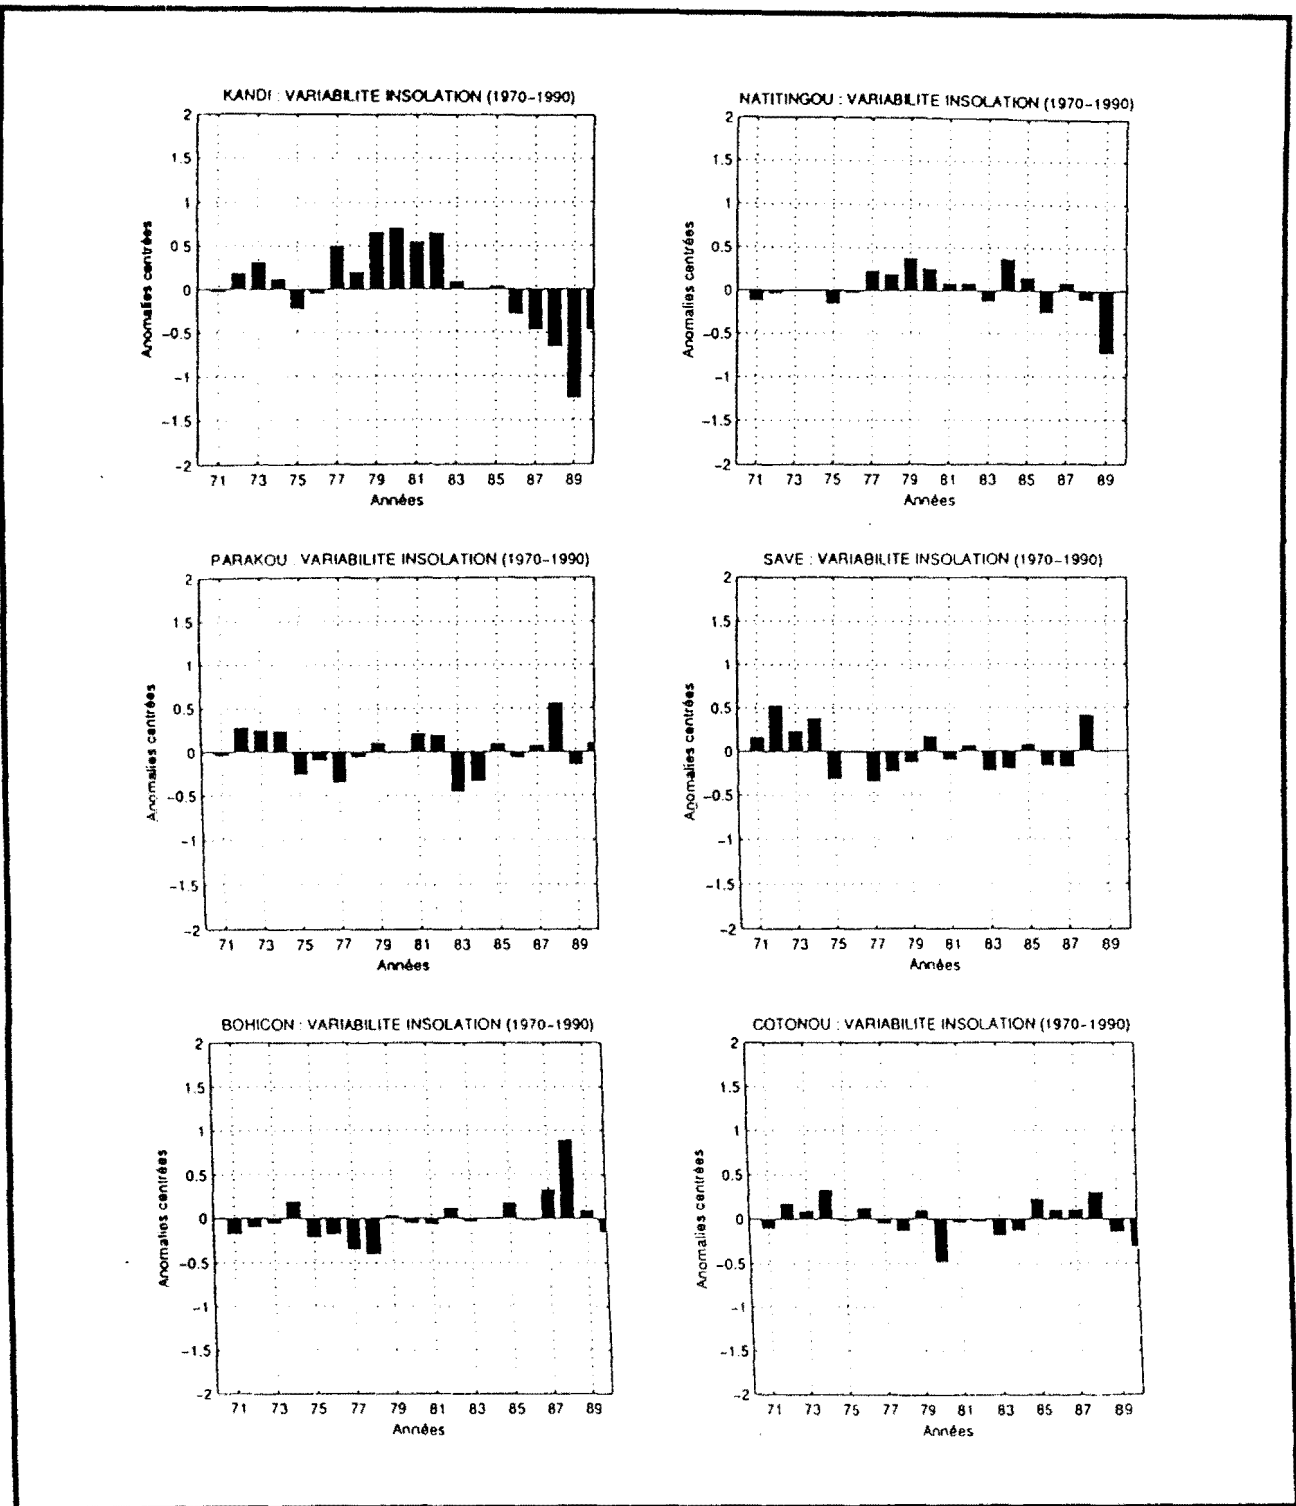 KANDI : VARIABILITE INSOLATION (1970-1990)
2
1.5
1
0.5
0
-0.5
-1
-1.5
-2
Anomalies centrées
71 73 75 77 79 81 83 85 87 89
Années
NATITINGOU : VARIABILITE INSOLATION (1970-1990)
2
1.5
1
0.5
0
-0.5
-1
-1.5
-2
Anomalies centrées
71 73 75 77 79 81 83 85 87 89
Années
PARAKOU : VARIABILITE INSOLATION (1970-1990)
2
1.5
1
0.5
0
-0.5
-1
-1.5
-2
Anomalies centrées
71 73 75 77 79 81 83 85 87 89
Années
SAVE : VARIABILITE INSOLATION (1970-1990)
2
1.5
1
0.5
0
-0.5
-1
-1.5
-2
Anomalies centrées
71 73 75 77 79 81 83 85 87 89
Années
BOHICON : VARIABILITE INSOLATION (1970-1990)
2
1.5
1
0.5
0
-0.5
-1
-1.5
-2
Anomalies centrées
71 73 75 77 79 81 83 85 87 89
Années
COTONOU : VARIABILITE INSOLATION (1970-1990)
2
1.5
1
0.5
0
-0.5
-1
-1.5
-2
Anomalies centrées
71 73 75 77 79 81 83 85 87 89
Années